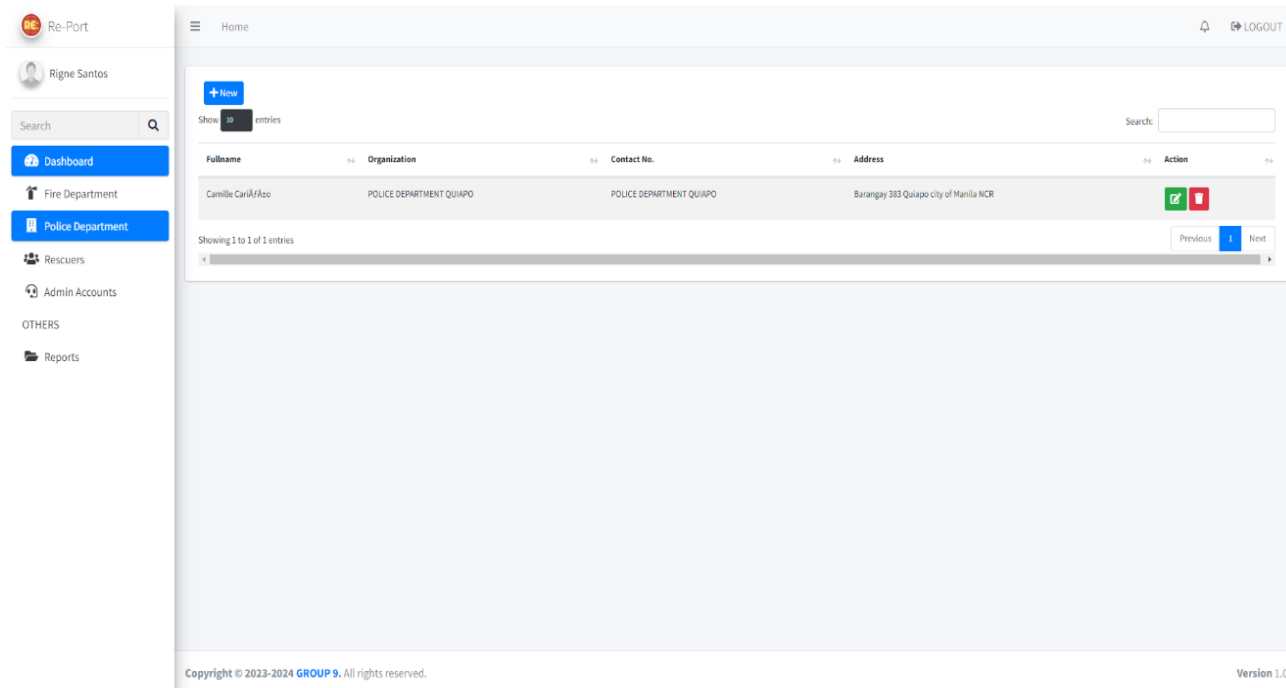 RE: Re-Port
Home
LOGOUT
Rigne Santos
Search
Dashboard
Fire Department
Police Department
Rescuers
Admin Accounts
OTHERS
Reports
+ New
Show 10 entries
Search:
Fullname Organization Contact No. Address Action
Camille CariÃƒÂ±o POLICE DEPARTMENT QUIAPO POLICE DEPARTMENT QUIAPO Barangay 383 Quiapo city of Manila NCR
Showing 1 to 1 of 1 entries
Previous 1 Next
Copyright © 2023-2024 GROUP 9. All rights reserved.
Version 1.0